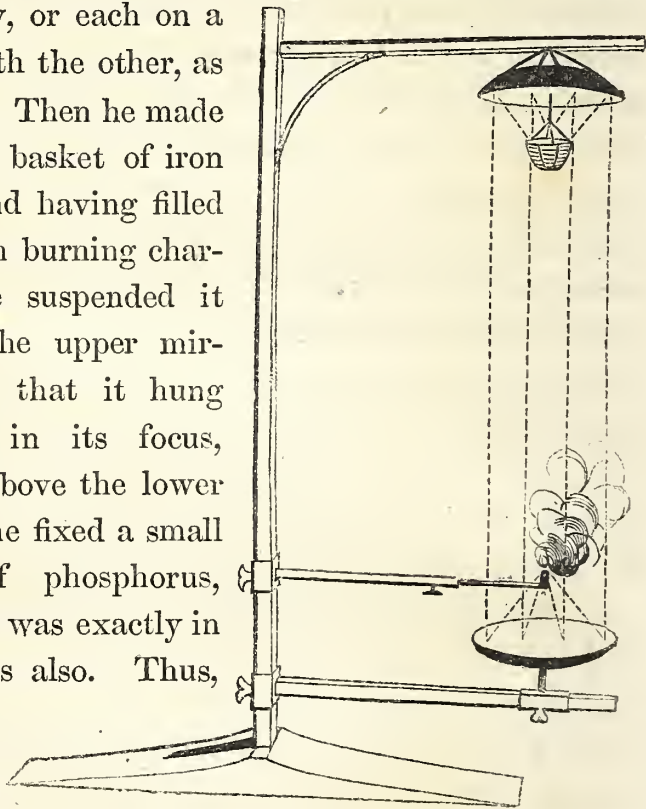 , or each on a
th the other, as
Then he made
basket of iron
nd having filled
n burning char-
e suspended it
he upper mir-
that it hung
in its focus,
bove the lower
he fixed a small
f phosphorus,
was exactly in
s also. Thus,